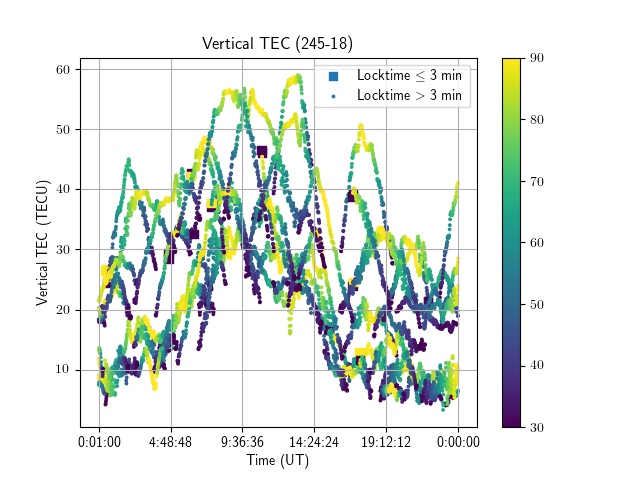 Vertical TEC (245-18)
Locktime ≤ 3 min
Locktime > 3 min
Vertical TEC (TECU)
60
50
40
30
20
10
0:01:00 4:48:48 9:36:36 14:24:24 19:12:12 0:00:00
Time (UT)
90
80
70
60
50
40
30